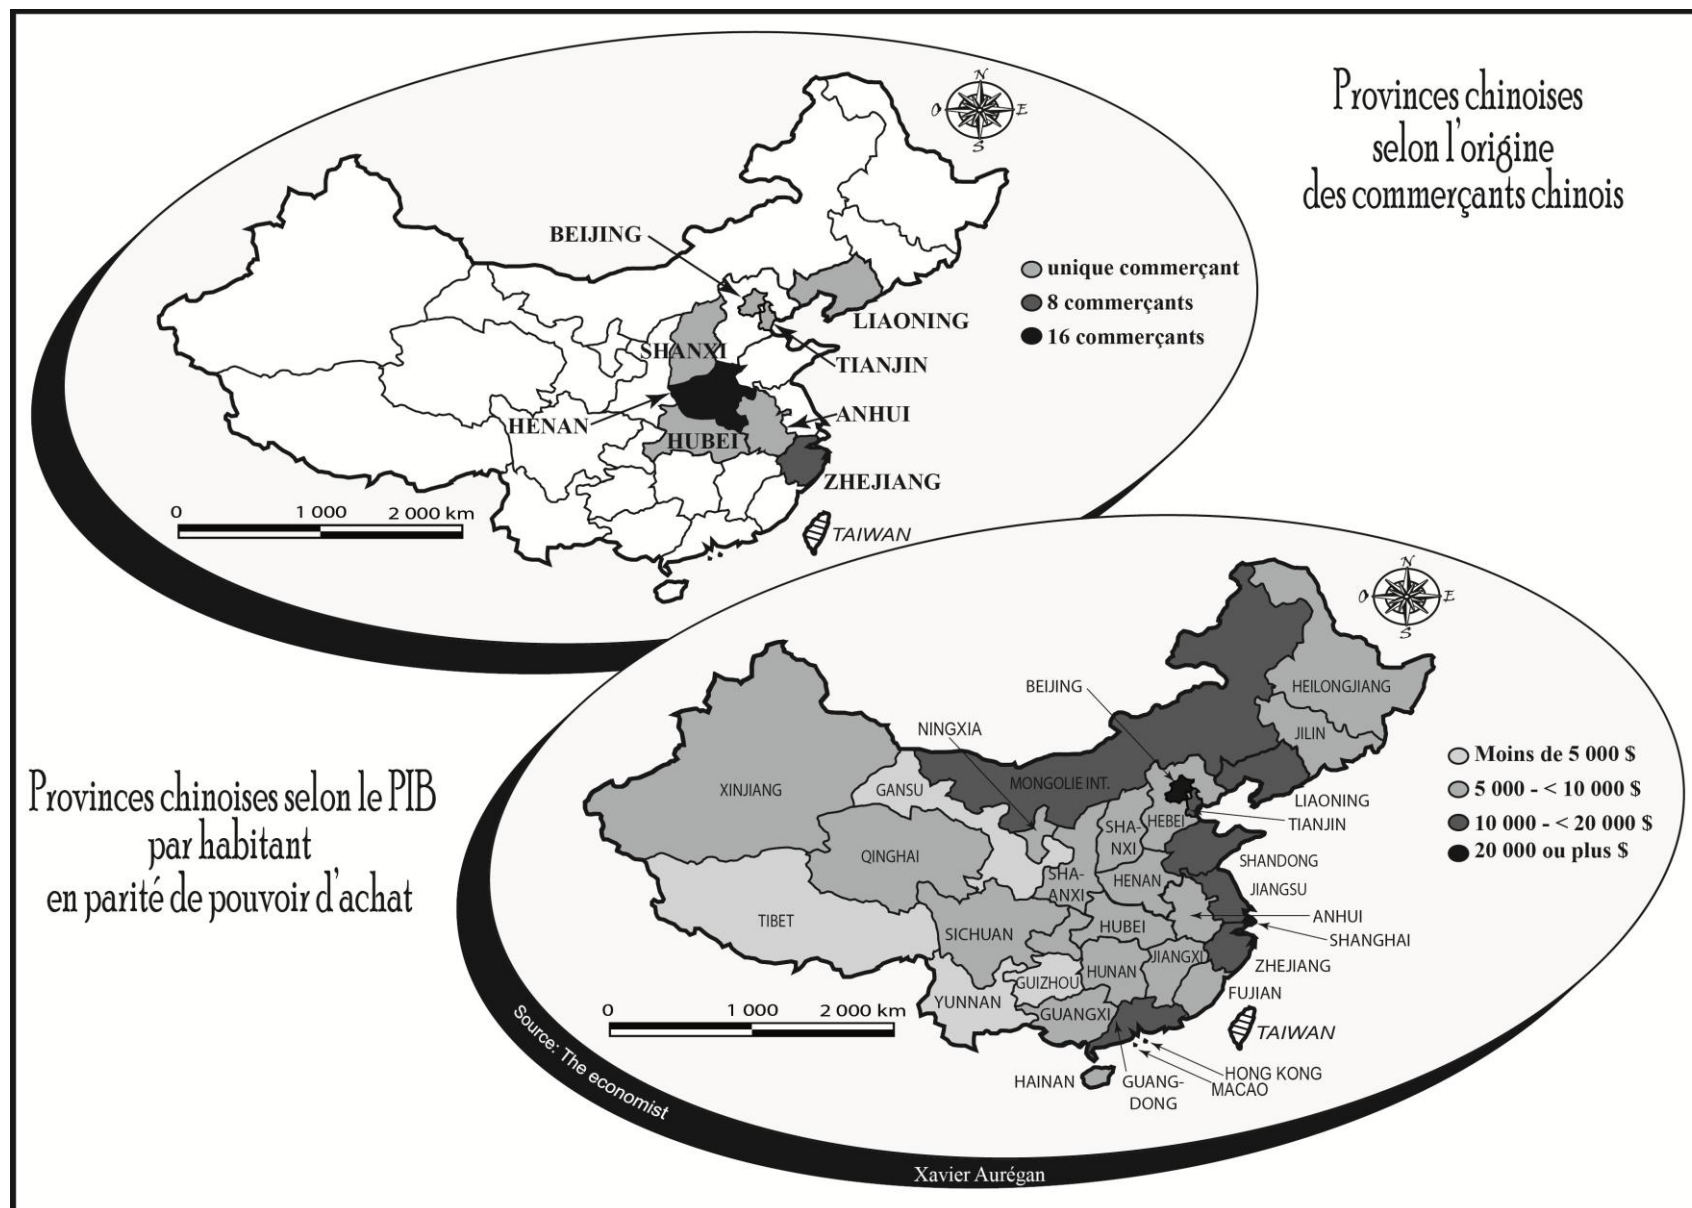 Provinces chinoises
selon l'origine
des commerçants chinois
N
O
E
S
BEIJING
unique commerçant
8 commerçants
16 commerçants
LIAONING
SHANXI
TIANJIN
HENAN
ANHUI
HUBEI
ZHEJIANG
0 1 000 2 000 km
TAIWAN
Provinces chinoises selon le PIB
par habitant
en parité de pouvoir d'achat
N
O
E
S
BEIJING
HEILONGJIANG
NINGXIA
JILIN
Moins de 5 000 $
5 000 - < 10 000 $
10 000 - < 20 000 $
20 000 ou plus $
XINJIANG
GANSU
MONGOLIE INT.
LIAONING
TIANJIN
HEBEI
SHA-
NXI
QINGHAI
SHANDONG
SHA-
ANXI
HENAN
JIANGSU
TIBET
SICHUAN
HUBEI
ANHUI
SHANGHAI
JIANGXI
HUNAN
ZHEJIANG
GUIZHOU
YUNNAN
FUJIAN
GUANGXI
0 1 000 2 000 km
TAIWAN
HAINAN
GUANG-
DONG
HONG KONG
MACAO
Source: The economist
Xavier Aurégan